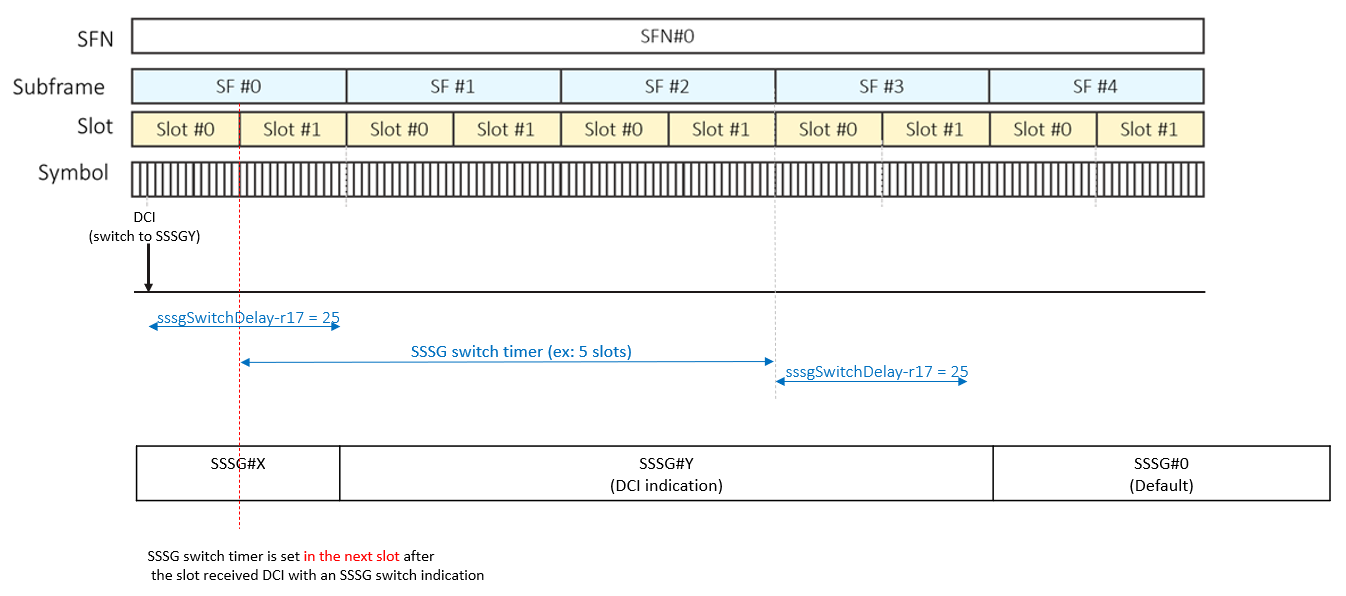 SFN
SFN#0
Subframe
SF #0
SF #1
SF #2
SF #3
SF #4
Slot
Slot #0
Slot #1
Slot #0
Slot #1
Slot #0
Slot #1
Slot #0
Slot #1
Slot #0
Slot #1
Symbol
DCI
(switch to SSSGY)
sssgSwitchDelay-r17 = 25
SSSG switch timer (ex: 5 slots)
sssgSwitchDelay-r17 = 25
SSSG#X
SSSG#Y
(DCI indication)
SSSG#0
(Default)
SSSG switch timer is set in the next slot after
the slot received DCI with an SSSG switch indication